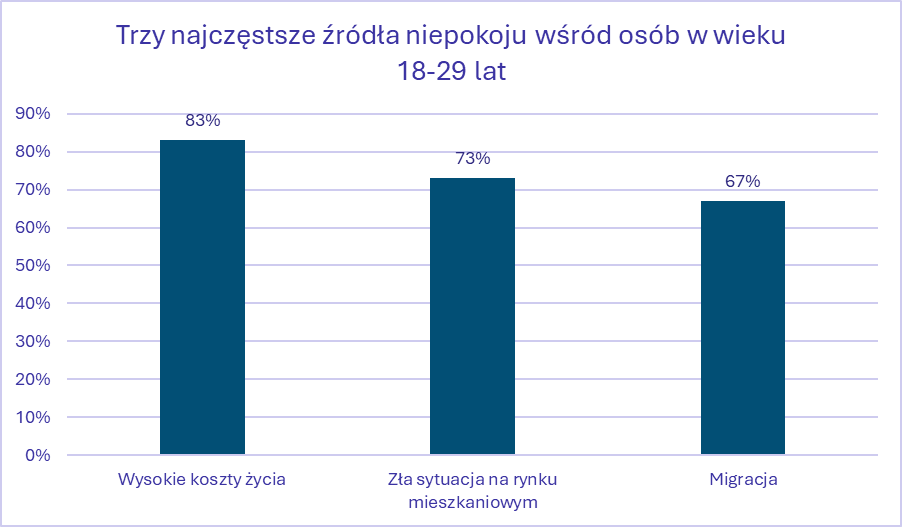 Trzy najczęstsze źródła niepokoju wśród osób w wieku
18-29 lat
90%
80%
70%
60%
50%
40%
30%
20%
10%
0%
83%
73%
67%
Wysokie koszty życia
Zła sytuacja na rynku
mieszkaniowym
Migracja